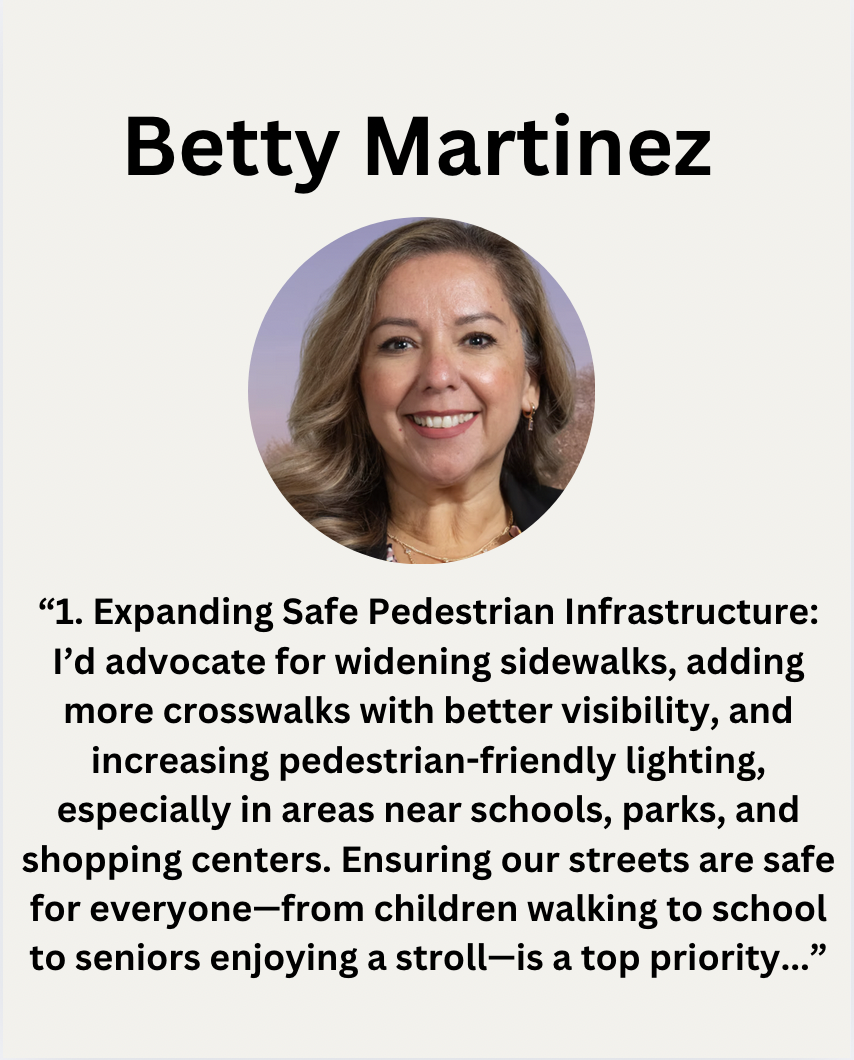 Betty Martinez
“1. Expanding Safe Pedestrian Infrastructure:
I’d advocate for widening sidewalks, adding
more crosswalks with better visibility, and
increasing pedestrian-friendly lighting,
especially in areas near schools, parks, and
shopping centers. Ensuring our streets are safe
for everyone—from children walking to school
to seniors enjoying a stroll—is a top priority...”